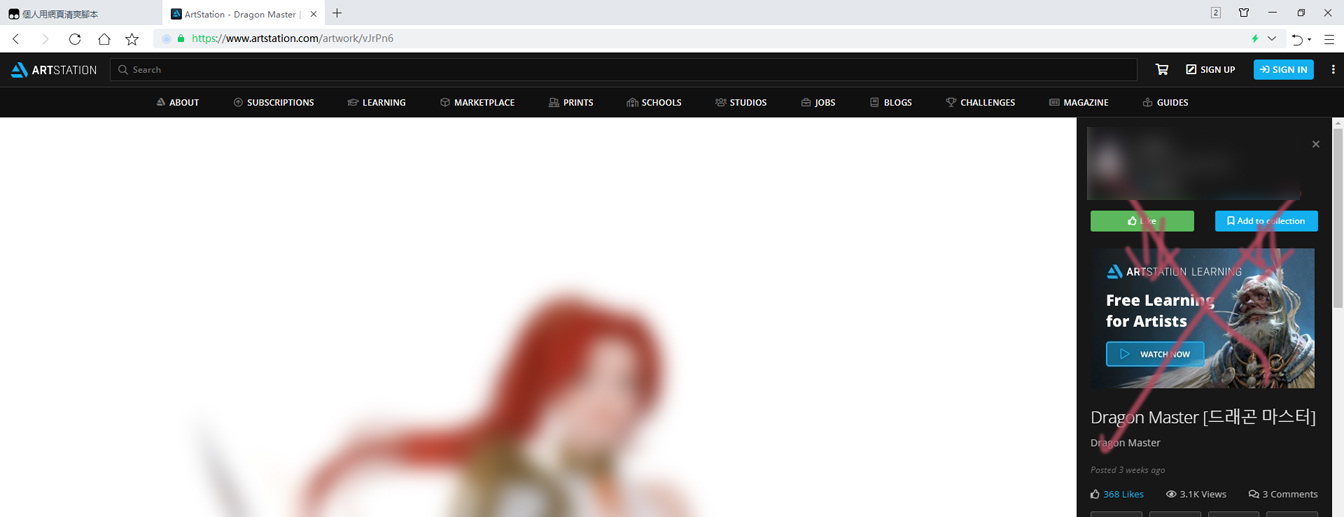 個人用網頁清爽腳本
ArtStation - Dragon Master [
2
https://www.artstation.com/artwork/vJrPn6
ARTSTATION
Search
SIGN UP
SIGN IN
ABOUT
SUBSCRIPTIONS
LEARNING
MARKETPLACE
PRINTS
SCHOOLS
STUDIOS
JOBS
BLOGS
CHALLENGES
MAGAZINE
GUIDES
Like
Add to collection
ARTSTATION LEARNING
Free Learning
for Artists
WATCH NOW
Dragon Master [드래곤 마스터]
Dragon Master
Posted 3 weeks ago
368 Likes
3.1K Views
3 Comments